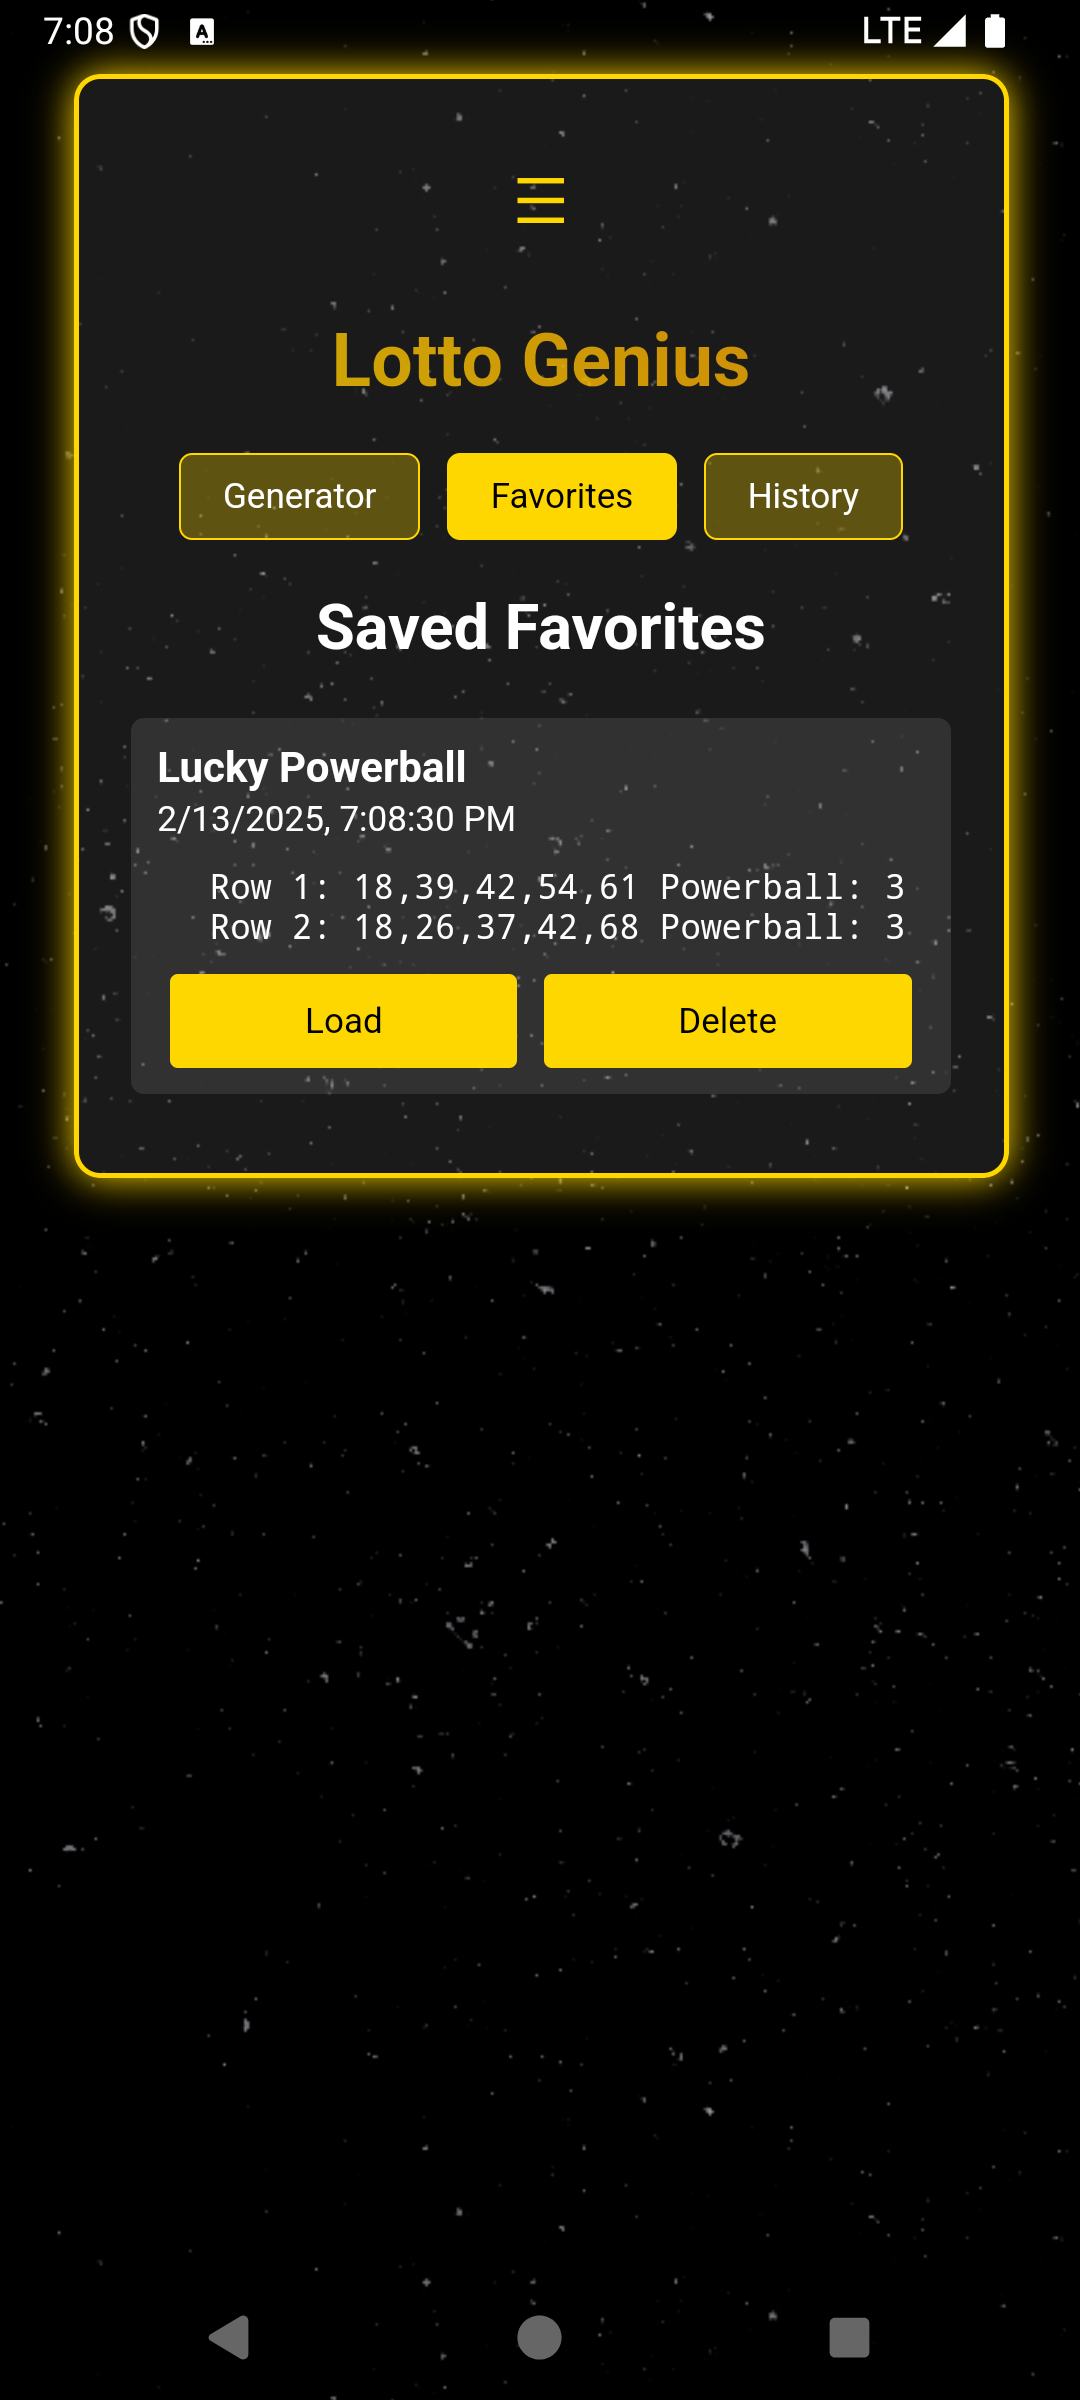 7:08 LTE
Lotto Genius
Generator Favorites History
Saved Favorites
Lucky Powerball
2/13/2025, 7:08:30 PM
Row 1: 18,39,42,54,61 Powerball: 3
Row 2: 18,26,37,42,68 Powerball: 3
Load Delete